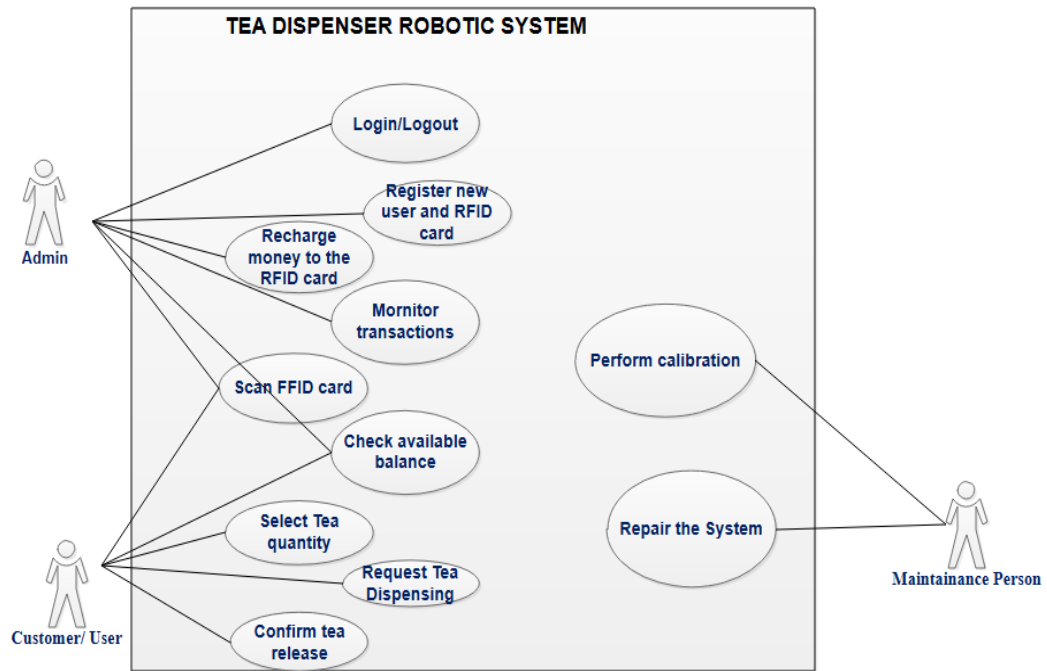 TEA DISPENSER ROBOTIC SYSTEM
Login/Logout
Register new
user and RFID
card
Admin
Recharge
money to the
RFID card
Mornitor
transactions
Perform calibration
Scan FFID card
Check available
balance
Select Tea
quantity
Repair the System
Request Tea
Dispensing
Maintainance Person
Customer/ User
Confirm tea
release